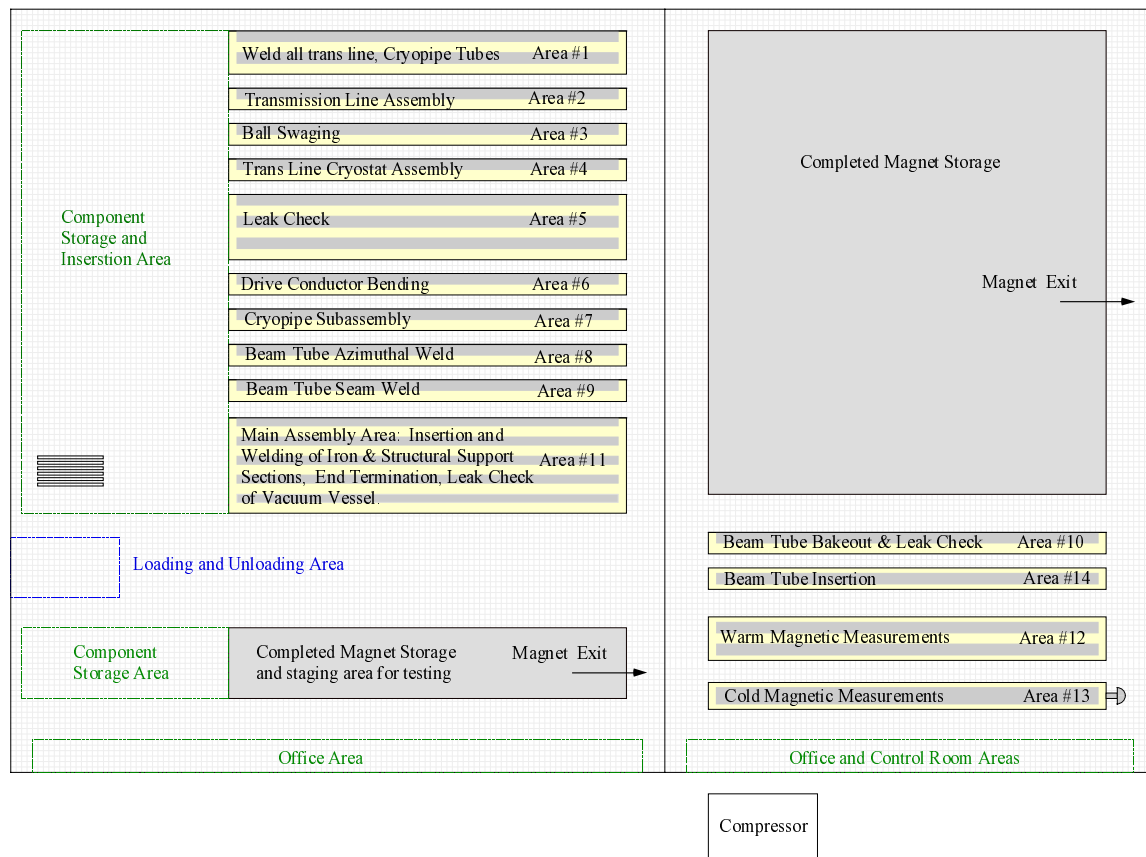 Weld all trans line, Cryopipe Tubes Area #1
Transmission Line Assembly Area #2
Ball Swaging Area #3
Trans Line Cryostat Assembly Area #4
Leak Check Area #5
Drive Conductor Bending Area #6
Cryopipe Subassembly Area #7
Beam Tube Azimuthal Weld Area #8
Beam Tube Seam Weld Area #9
Main Assembly Area: Insertion and
Welding of Iron & Structural Support
Sections, End Termination, Leak Check
of Vacuum Vessel.
Area #11
Component
Storage and
Inserstion Area
Loading and Unloading Area
Component
Storage Area
Completed Magnet Storage
and staging area for testing
Magnet Exit
Office Area
Completed Magnet Storage
Magnet Exit
Beam Tube Bakeout & Leak Check Area #10
Beam Tube Insertion Area #14
Warm Magnetic Measurements Area #12
Cold Magnetic Measurements Area #13
Office and Control Room Areas
Compressor